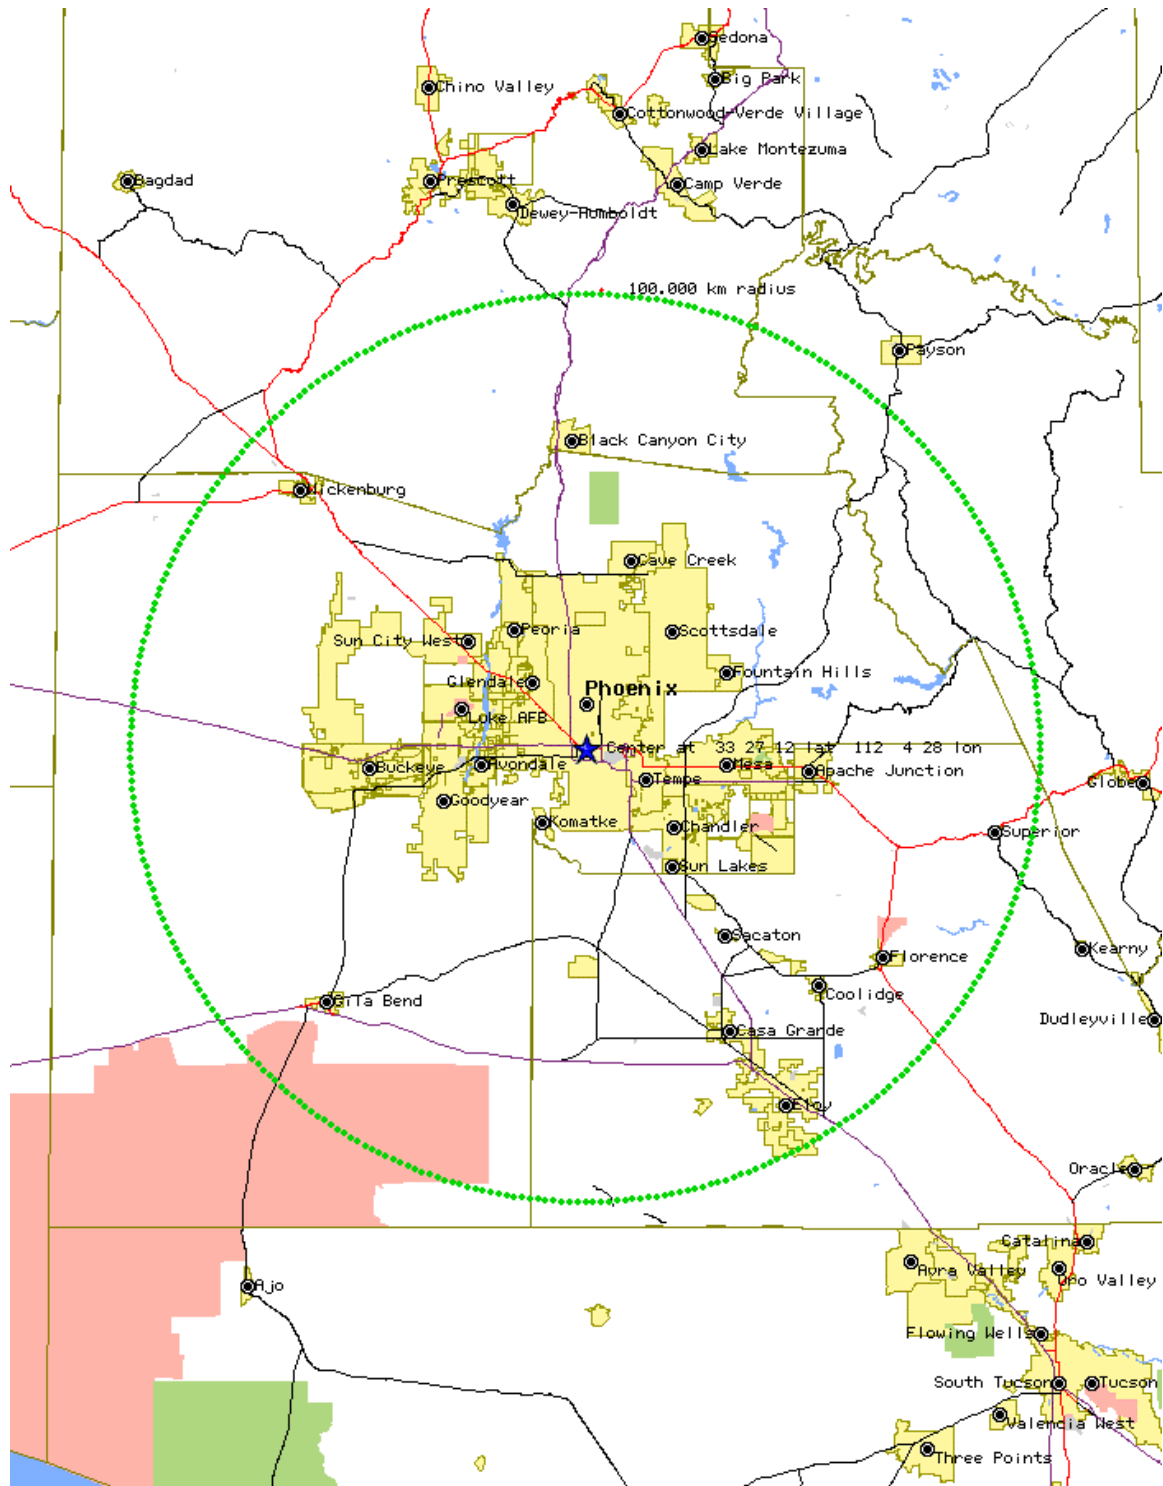 Sedona
Big Park
Chino Valley
Cottonwood-Verde Village
Lake Montezuma
Bagdad
Prescott
Camp Verde
Dewey-Humboldt
100.000 km radius
Payson
Black Canyon City
Wickenburg
Cave Creek
Peoria
Scottsdale
Sun City West
Fountain Hills
Glendale
Phoenix
Luke AFB
Center at 33 27 12 lat 112 4 28 lon
Buckeye
Avondale
Mesa
Apache Junction
Tempe
Globe
Goodyear
Komatke
Chandler
Superior
Sun Lakes
Sacaton
Kearny
Florence
Coolidge
Gila Bend
Dudleyville
Casa Grande
Eloy
Oracle
Catalina
Avra Valley
Oro Valley
Ajo
Flowing Wells
South Tucson
Tucson
Valencia West
Three Points